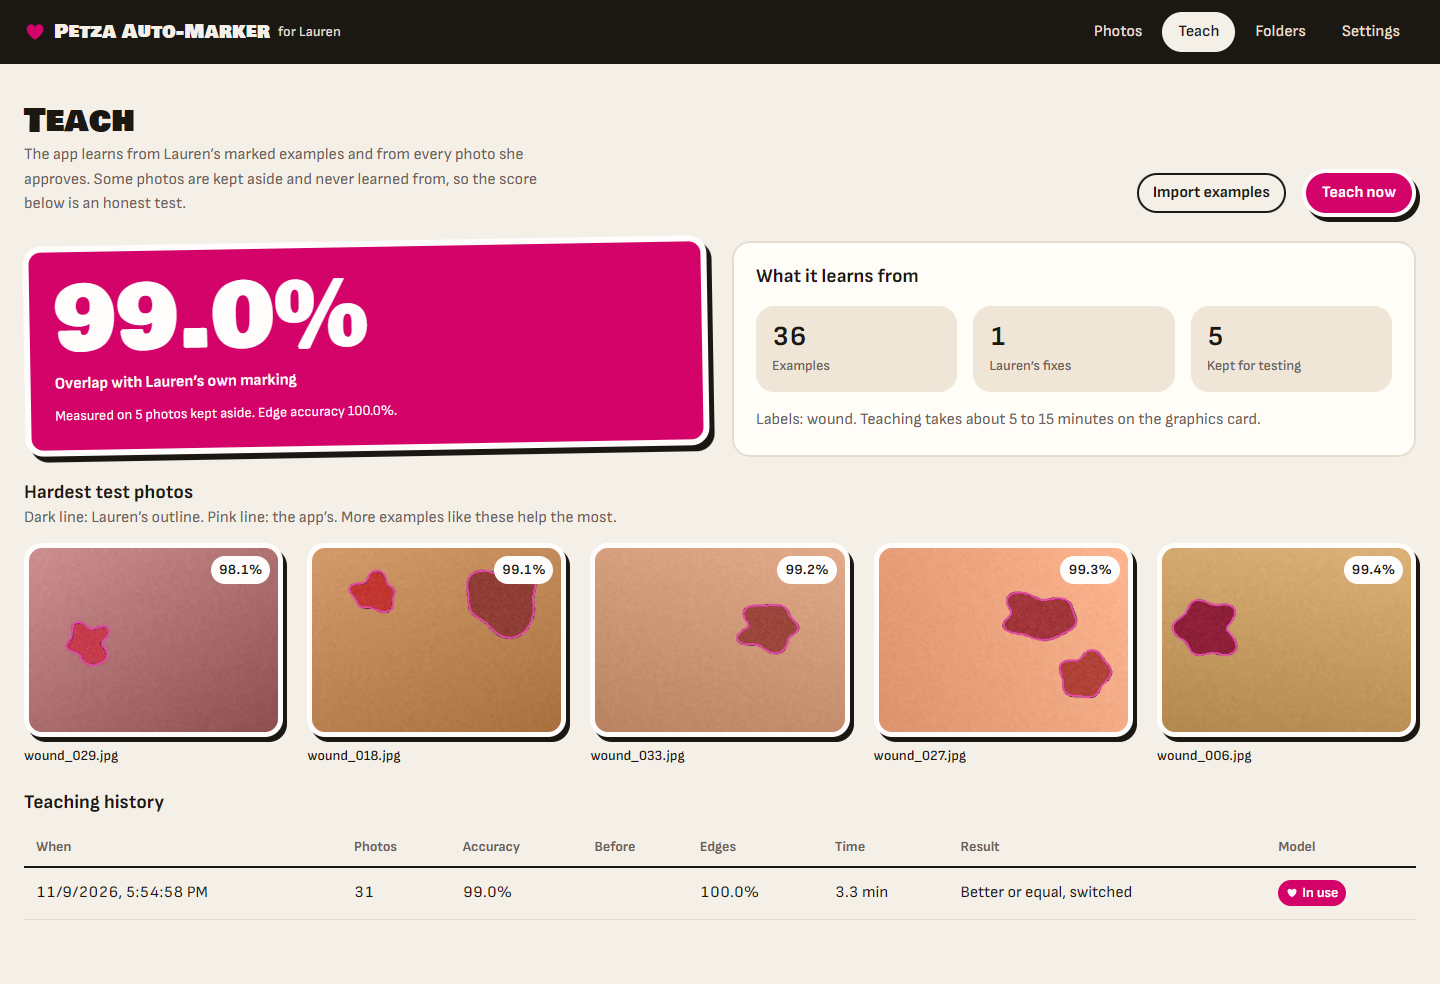 Petza Auto-Marker for Lauren
Photos
Teach
Folders
Settings
Teach
The app learns from Lauren’s marked examples and from every photo she
approves. Some photos are kept aside and never learned from, so the score
below is an honest test.
Import examples
Teach now
99.0%
Overlap with Lauren’s own marking
Measured on 5 photos kept aside. Edge accuracy 100.0%.
What it learns from
36
Examples
1
Lauren’s fixes
5
Kept for testing
Labels: wound. Teaching takes about 5 to 15 minutes on the graphics card.
Hardest test photos
Dark line: Lauren’s outline. Pink line: the app’s. More examples like these help the most.
98.1%
99.1%
99.2%
99.3%
99.4%
wound_029.jpg
wound_018.jpg
wound_033.jpg
wound_027.jpg
wound_006.jpg
Teaching history
When Photos Accuracy Before Edges Time Result Model
11/9/2026, 5:54:58 PM 31 99.0% 100.0% 3.3 min Better or equal, switched In use